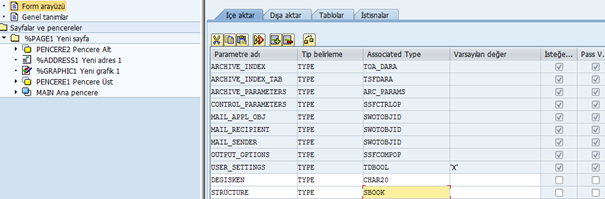 Form arayüzü
Genel tanımlar
Sayfalar ve pencereler
%PAGE1 Yeni sayfa
PENCERE2 Pencere Alt
%ADDRESS1 Yeni adres 1
%GRAPHIC1 Yeni grafik 1
PENCERE1 Pencere Üst
MAIN Ana pencere
İçe aktar Dışa aktar Tablolar İstisnalar
Parametre adı Tip belirleme Associated Type Varsayılan değer İsteğe... Pass V...
ARCHIVE_INDEX TYPE TOA_DARA
ARCHIVE_INDEX_TAB TYPE TSFDARA
ARCHIVE_PARAMETERS TYPE ARC_PARAMS
CONTROL_PARAMETERS TYPE SSFCTRLOP
MAIL_APPL_OBJ TYPE SWOTOBJID
MAIL_RECIPIENT TYPE SWOTOBJID
MAIL_SENDER TYPE SWOTOBJID
OUTPUT_OPTIONS TYPE SSFCOMPOP
USER_SETTINGS TYPE TDBOOL 'X'
DEGISKEN TYPE CHAR20
STRUCTURE TYPE SBOOK